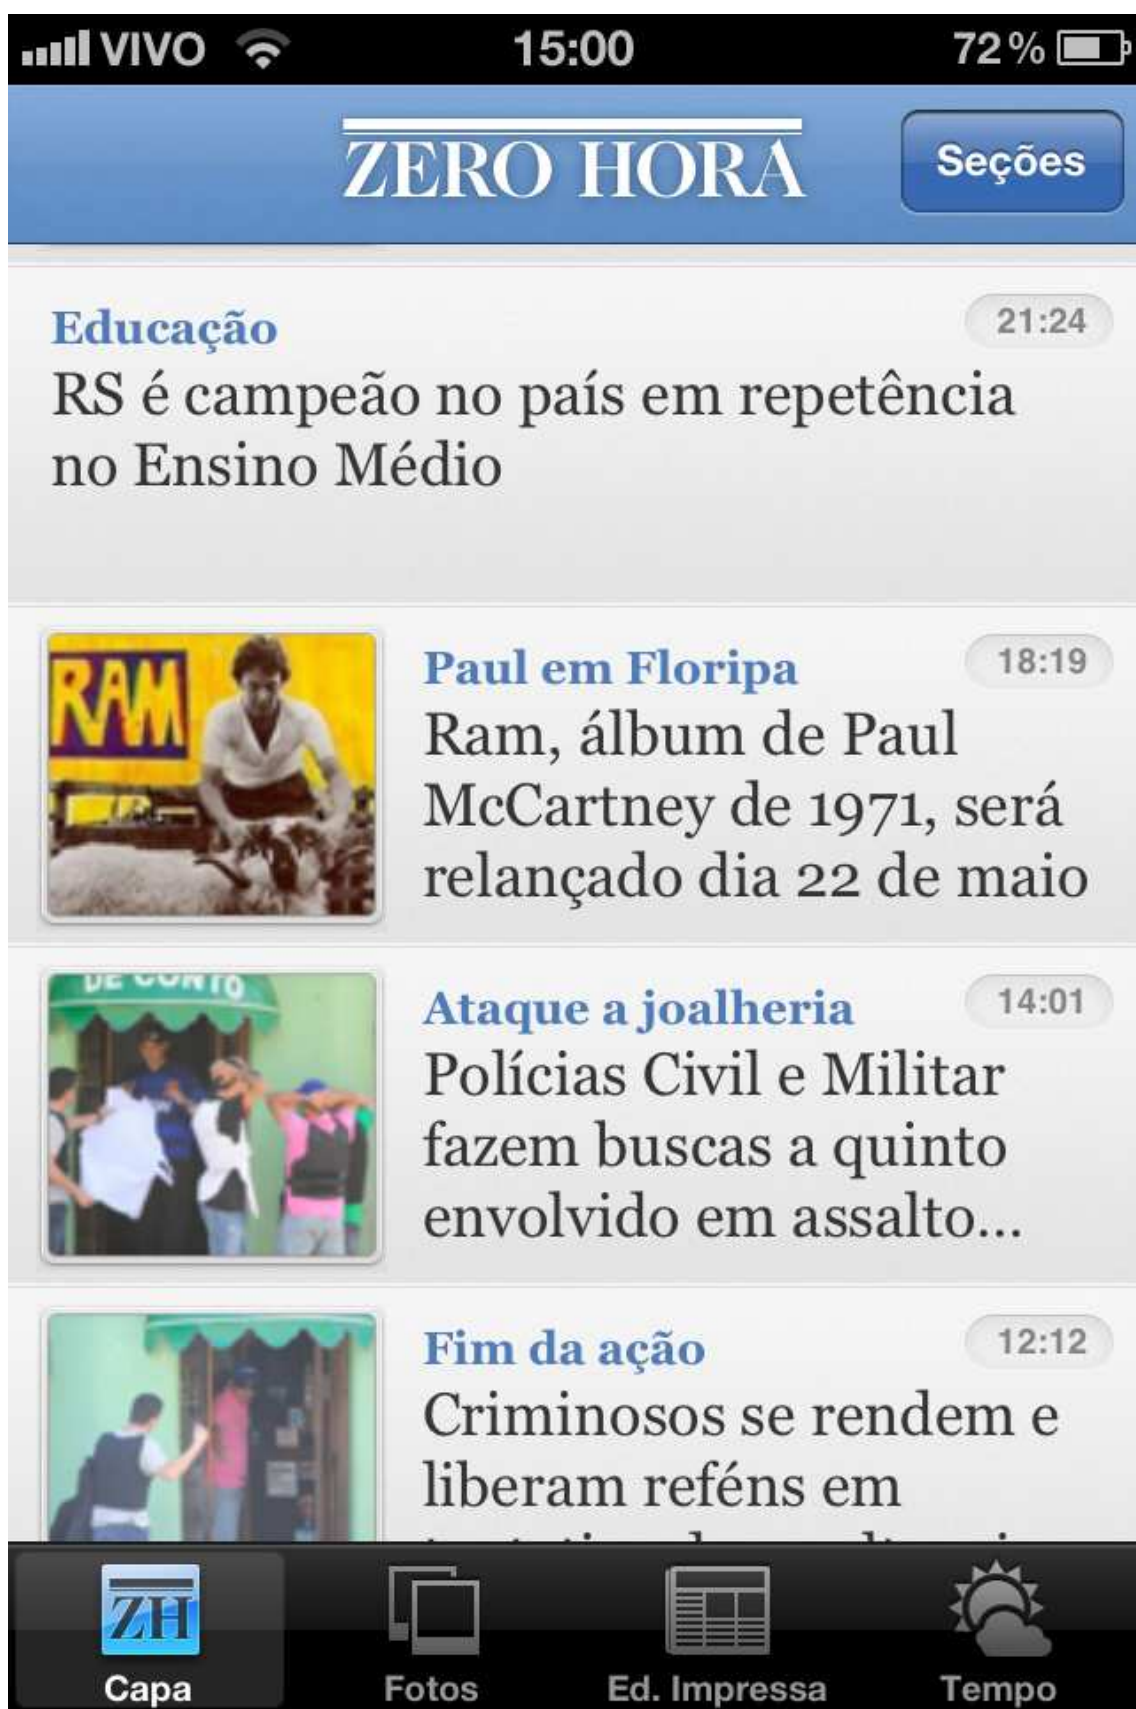 VIVO 15:00 72%
ZERO HORA
Seções
Educação 21:24
RS é campeão no país em repetência
no Ensino Médio
RAM
Paul em Floripa 18:19
Ram, álbum de Paul
McCartney de 1971, será
relançado dia 22 de maio
DE CONTO
Ataque a joalheria 14:01
Polícias Civil e Militar
fazem buscas a quinto
envolvido em assalto...
Fim da ação 12:12
Criminosos se rendem e
liberam reféns em
ZH
Capa Fotos Ed. Impressa Tempo